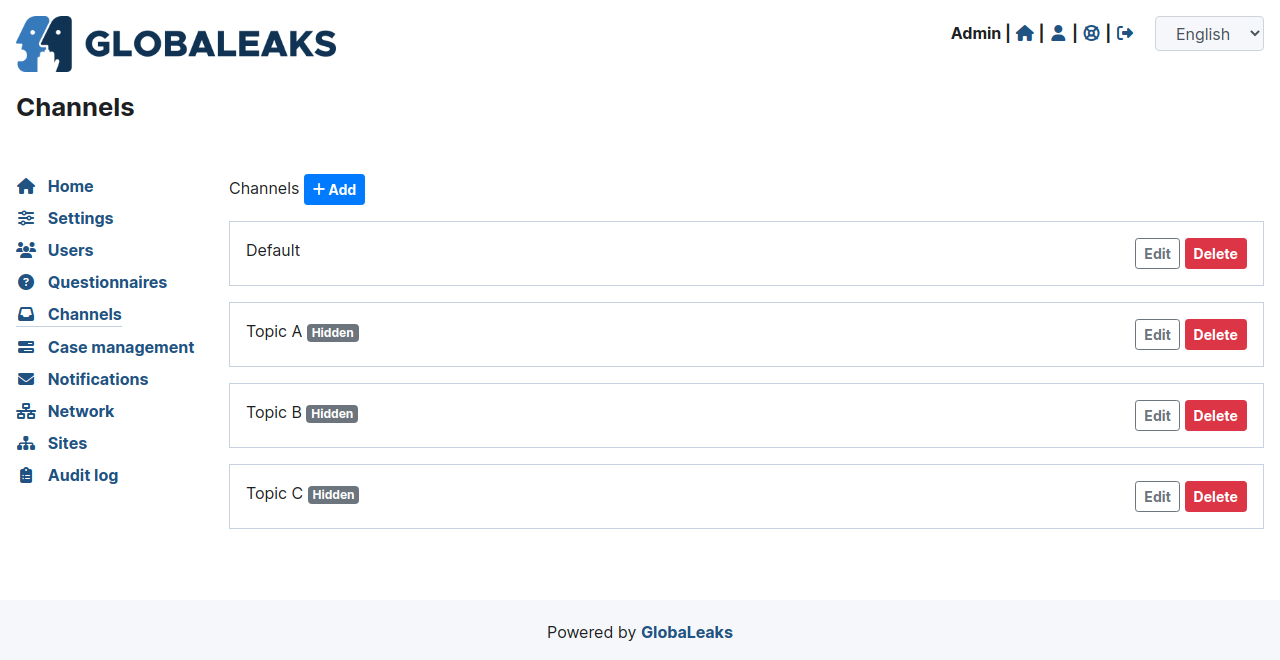 GLOBALEAKS
Admin | | | |
English
Channels
Home
Settings
Users
Questionnaires
Channels
Case management
Notifications
Network
Sites
Audit log
Channels + Add
Default Edit Delete
Topic A Hidden Edit Delete
Topic B Hidden Edit Delete
Topic C Hidden Edit Delete
Powered by GlobaLeaks